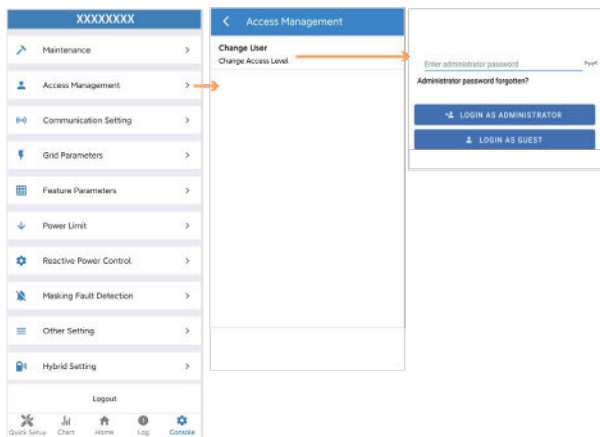 XXXXXXXX
Maintenance
Access Management
Communication Setting
Grid Parameters
Feature Parameters
Power Limit
Reactive Power Control
Masking Fault Detection
Other Setting
Hybrid Setting
Logout
Quick Setup
Chart
Home
Log
Console
Access Management
Change User
Change Access Level
Enter administrator password
Administrator password forgotten?
LOGIN AS ADMINISTRATOR
LOGIN AS GUEST